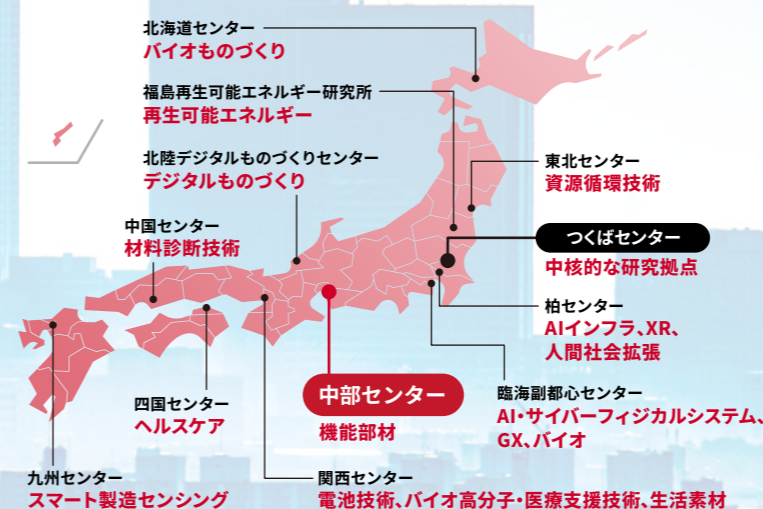 北海道センター
バイオものづくり
福島再生可能エネルギー研究所
再生可能エネルギー
北陸デジタルものづくりセンター
デジタルものづくり
東北センター
資源循環技術
中国センター
材料診断技術
つくばセンター
中核的な研究拠点
柏センター
AIインフラ、XR、
人間社会拡張
臨海副都心センター
AI・サイバーフィジカルシステム、
GX、バイオ
中部センター
機能部材
四国センター
ヘルスケア
九州センター
スマート製造センシング
関西センター
電池技術、バイオ高分子・医療支援技術、生活素材